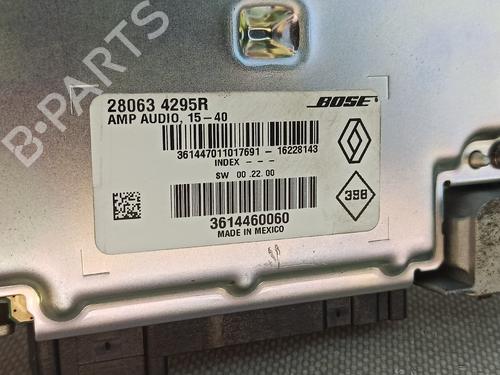 B-PARTS
28063 4295R
BOSE
AMP AUDIO, 15-40
361447011017691 - 16228143
INDEX - - -
SW 00.22.00
398
3614460060
MADE IN MEXICO